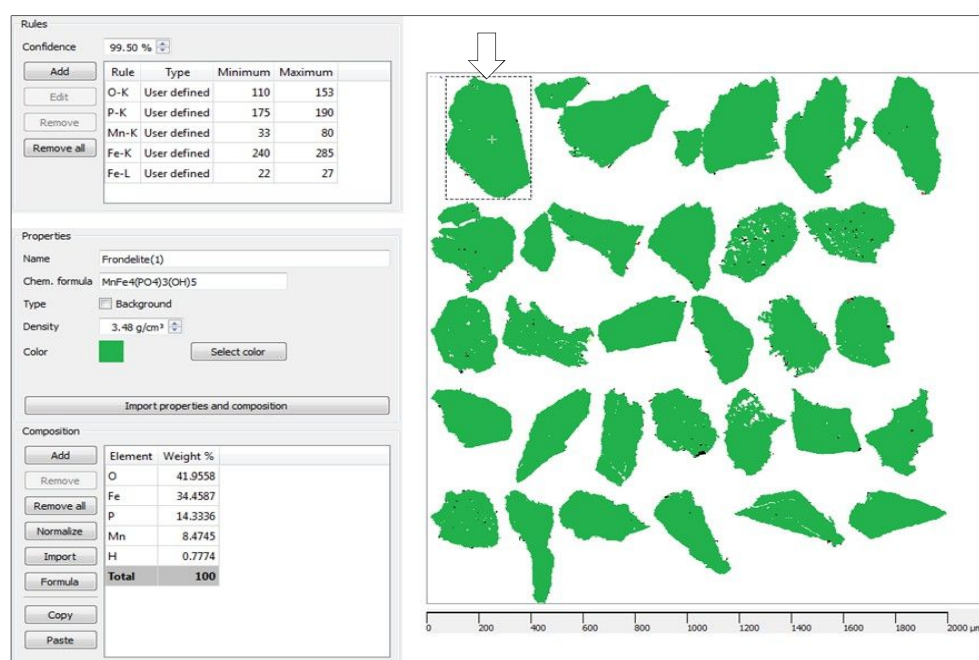 Rules
Confidence 99.50 %
Add
Edit
Remove
Remove all
Rule Type Minimum Maximum
O-K User defined 110 153
P-K User defined 175 190
Mn-K User defined 33 80
Fe-K User defined 240 285
Fe-L User defined 22 27
Properties
Name Frondelite(1)
Chem. formula MnFe4(PO4)3(OH)5
Type Background
Density 3.48 g/cm³
Color Select color
Import properties and composition
Composition
Add
Remove
Remove all
Normalize
Import
Formula
Copy
Paste
Element Weight %
O 41.9558
Fe 34.4587
P 14.3336
Mn 8.4745
H 0.7774
Total 100
0 200 400 600 800 1000 1200 1400 1600 1800 2000 µm